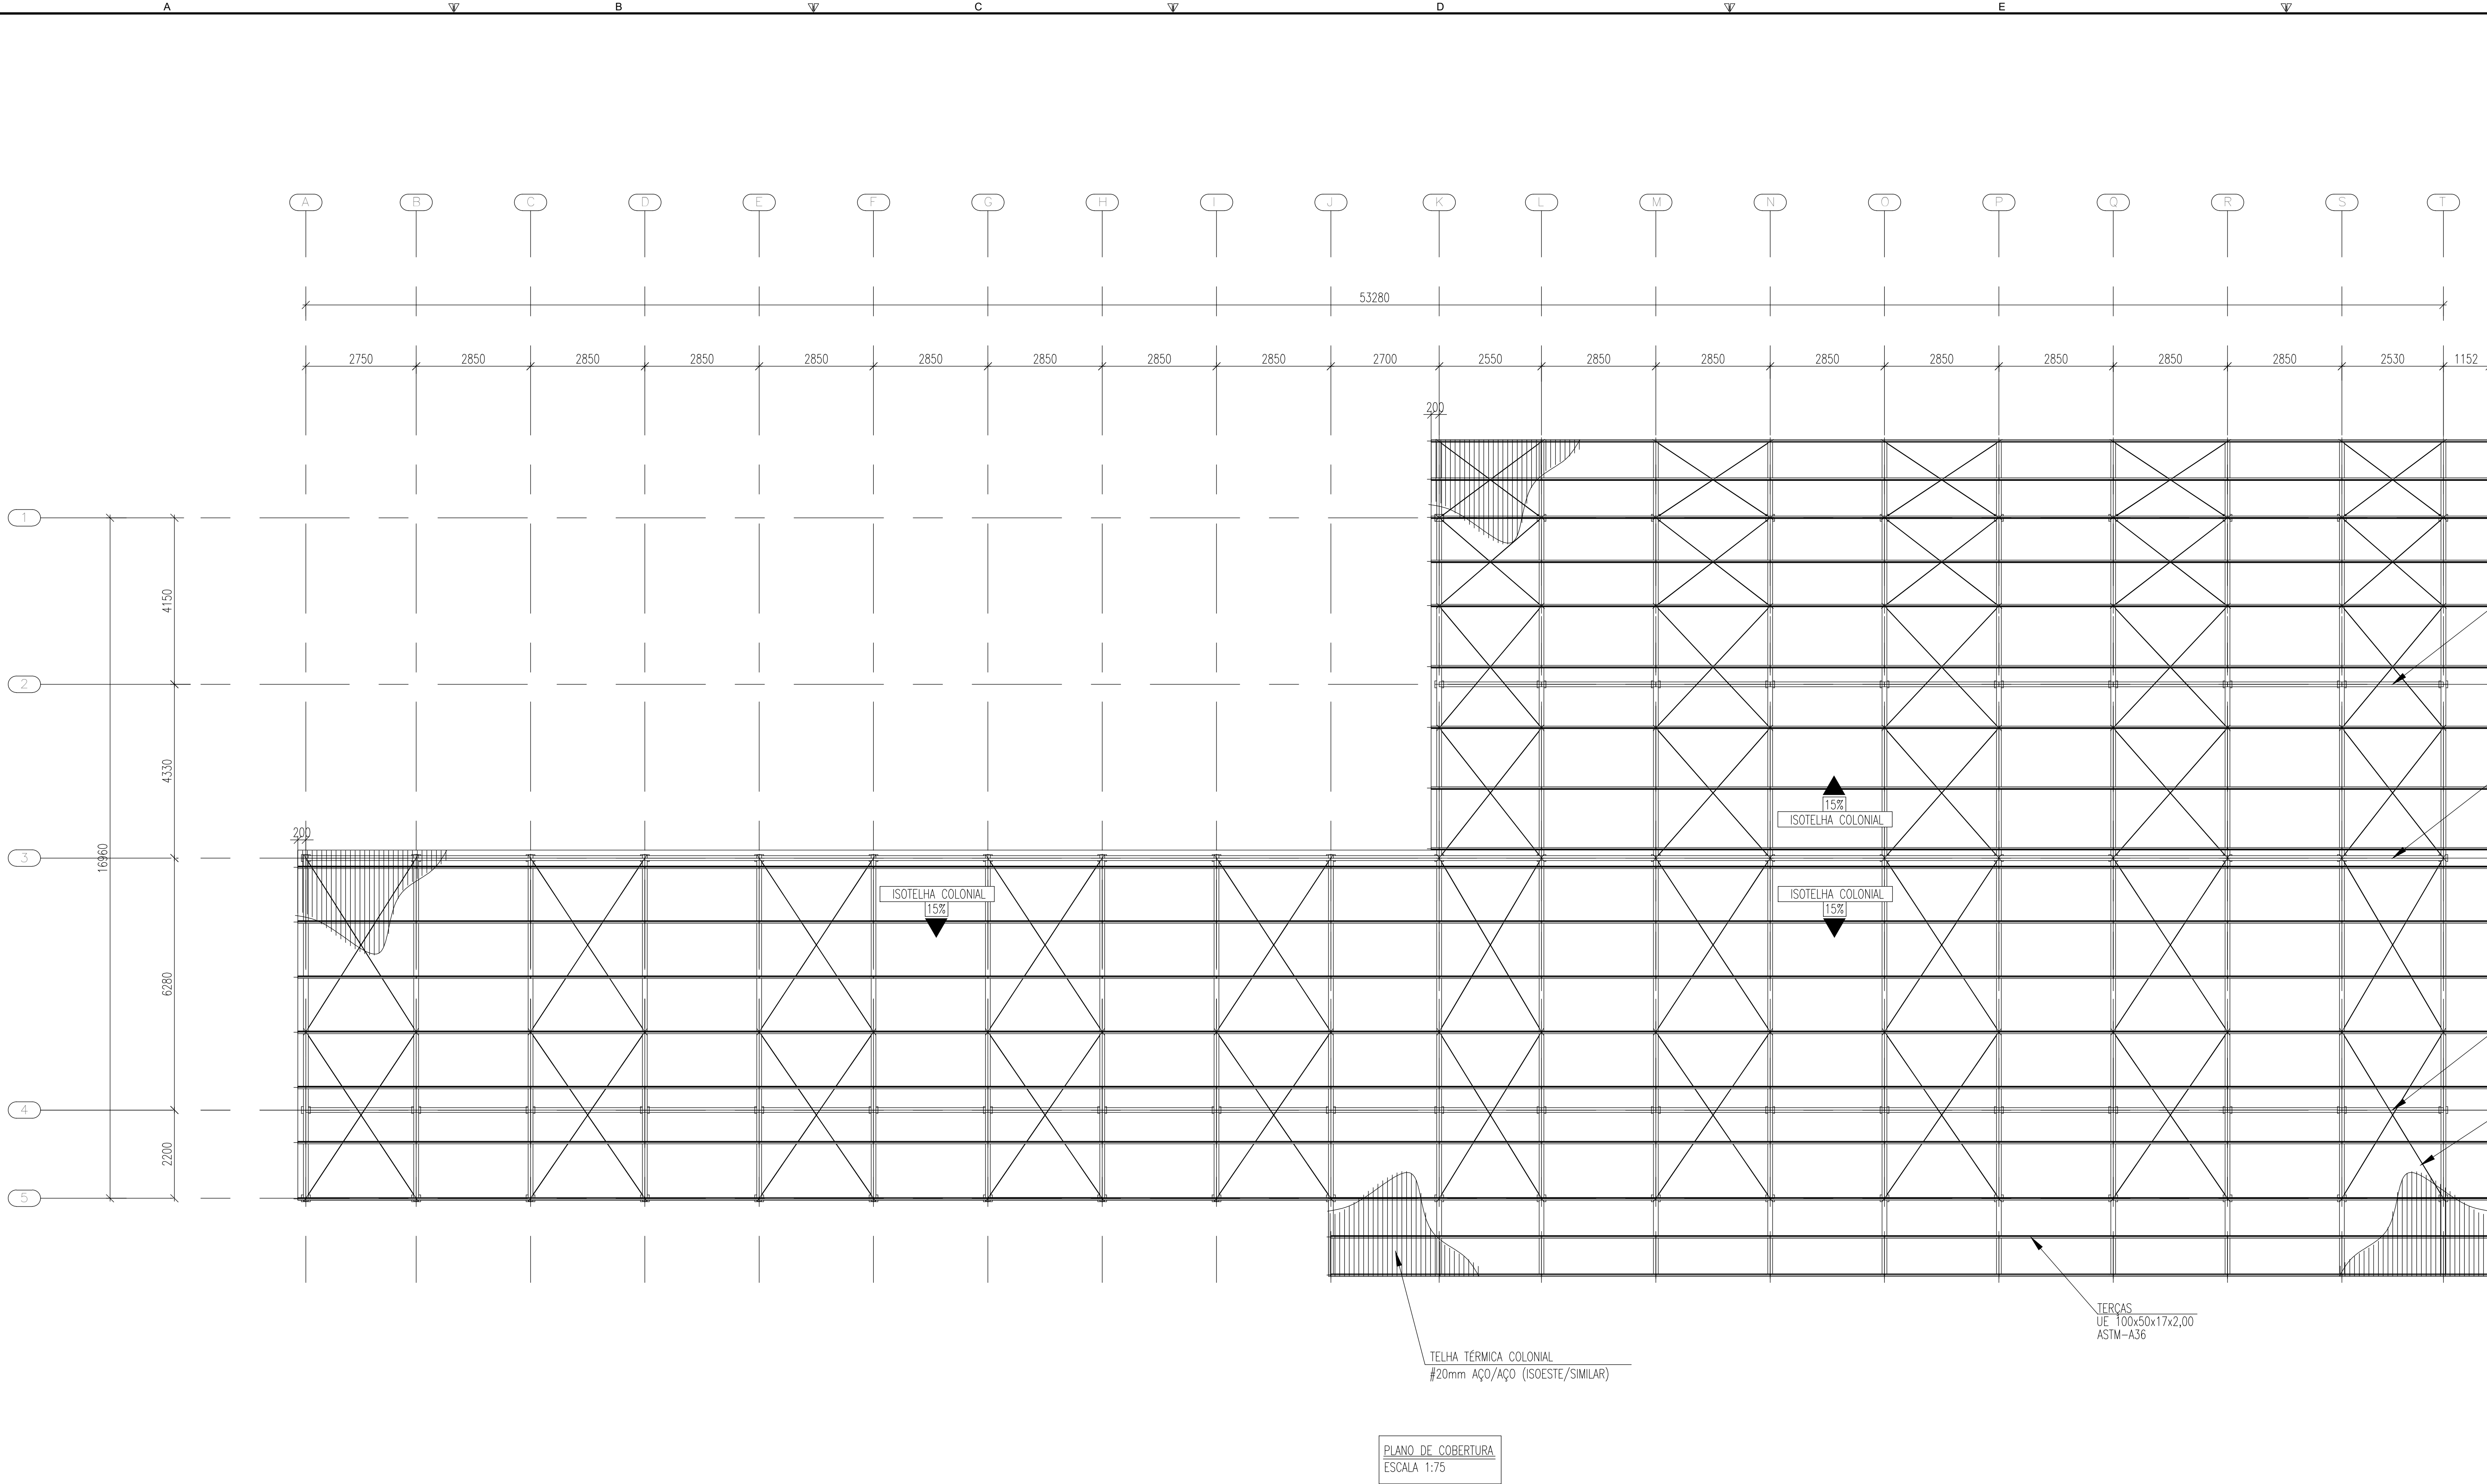 A B C D E
A B C D E F G H I J K L M N O P Q R S T
53280
2750 2850 2850 2850 2850 2850 2850 2850 2850 2700 2550 2850 2850 2850 2850 2850 2850 2850 2530 1152
200
1
4150
2
4330
15%
ISOTELHA COLONIAL
200
3
16960
ISOTELHA COLONIAL
15%
ISOTELHA COLONIAL
15%
6280
4
2200
5
TERÇAS
UE 100x50x17x2,00
ASTM-A36
TELHA TÉRMICA COLONIAL
#20mm AÇO/AÇO (ISOESTE/SIMILAR)
PLANO DE COBERTURA
ESCALA 1:75